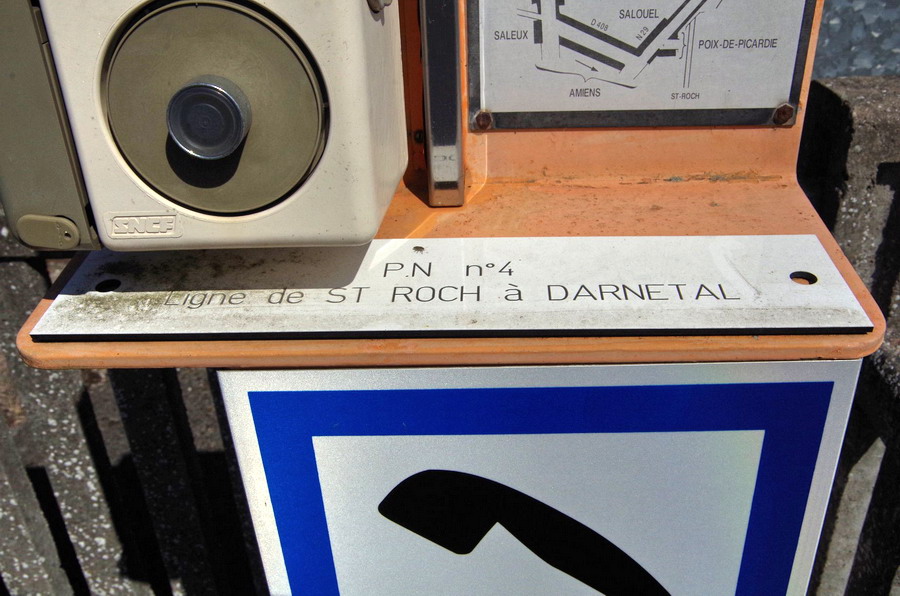 SALEUX
D 408
SALOUEL
N 29
POIX-DE-PICARDIE
AMIENS
ST-ROCH
SNCF
P.N n°4
Ligne de ST ROCH à DARNETAL